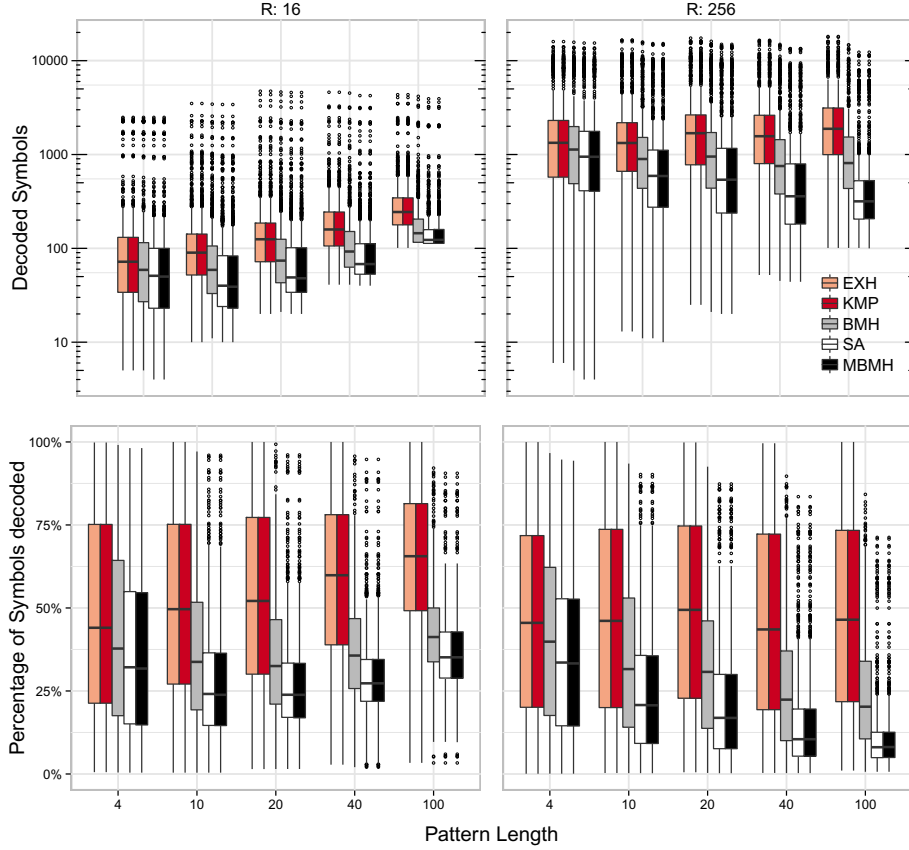 R: 16
R: 256
Decoded Symbols
10000
1000
100
10
EXH
KMP
BMH
SA
MBMH
Percentage of Symbols decoded
100%
75%
50%
25%
0%
4 10 20 40 100
4 10 20 40 100
Pattern Length